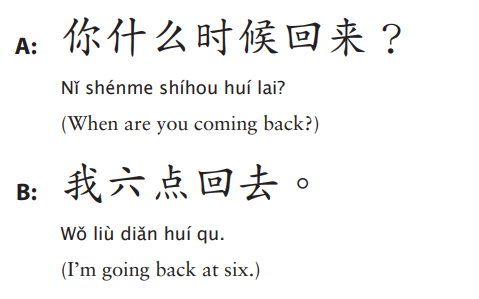 A: 你什么时候回来？
Nǐ shénme shíhou huí lai?
(When are you coming back?)
B: 我六点回去。
Wǒ liù diǎn huí qu.
(I'm going back at six.)